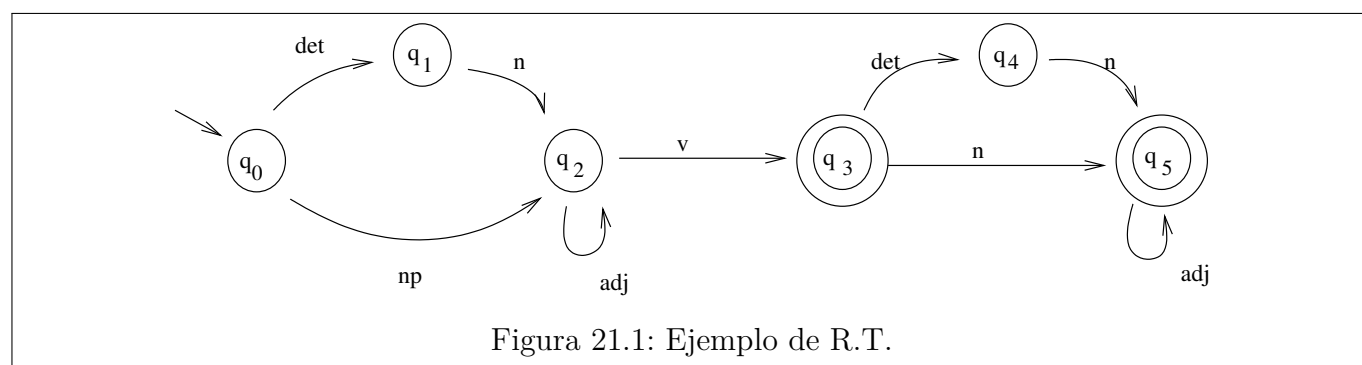 det
q1
n
det
q4
n
q0
q2
v
q3
n
q5
np
adj
adj
Figura 21.1: Ejemplo de R.T.